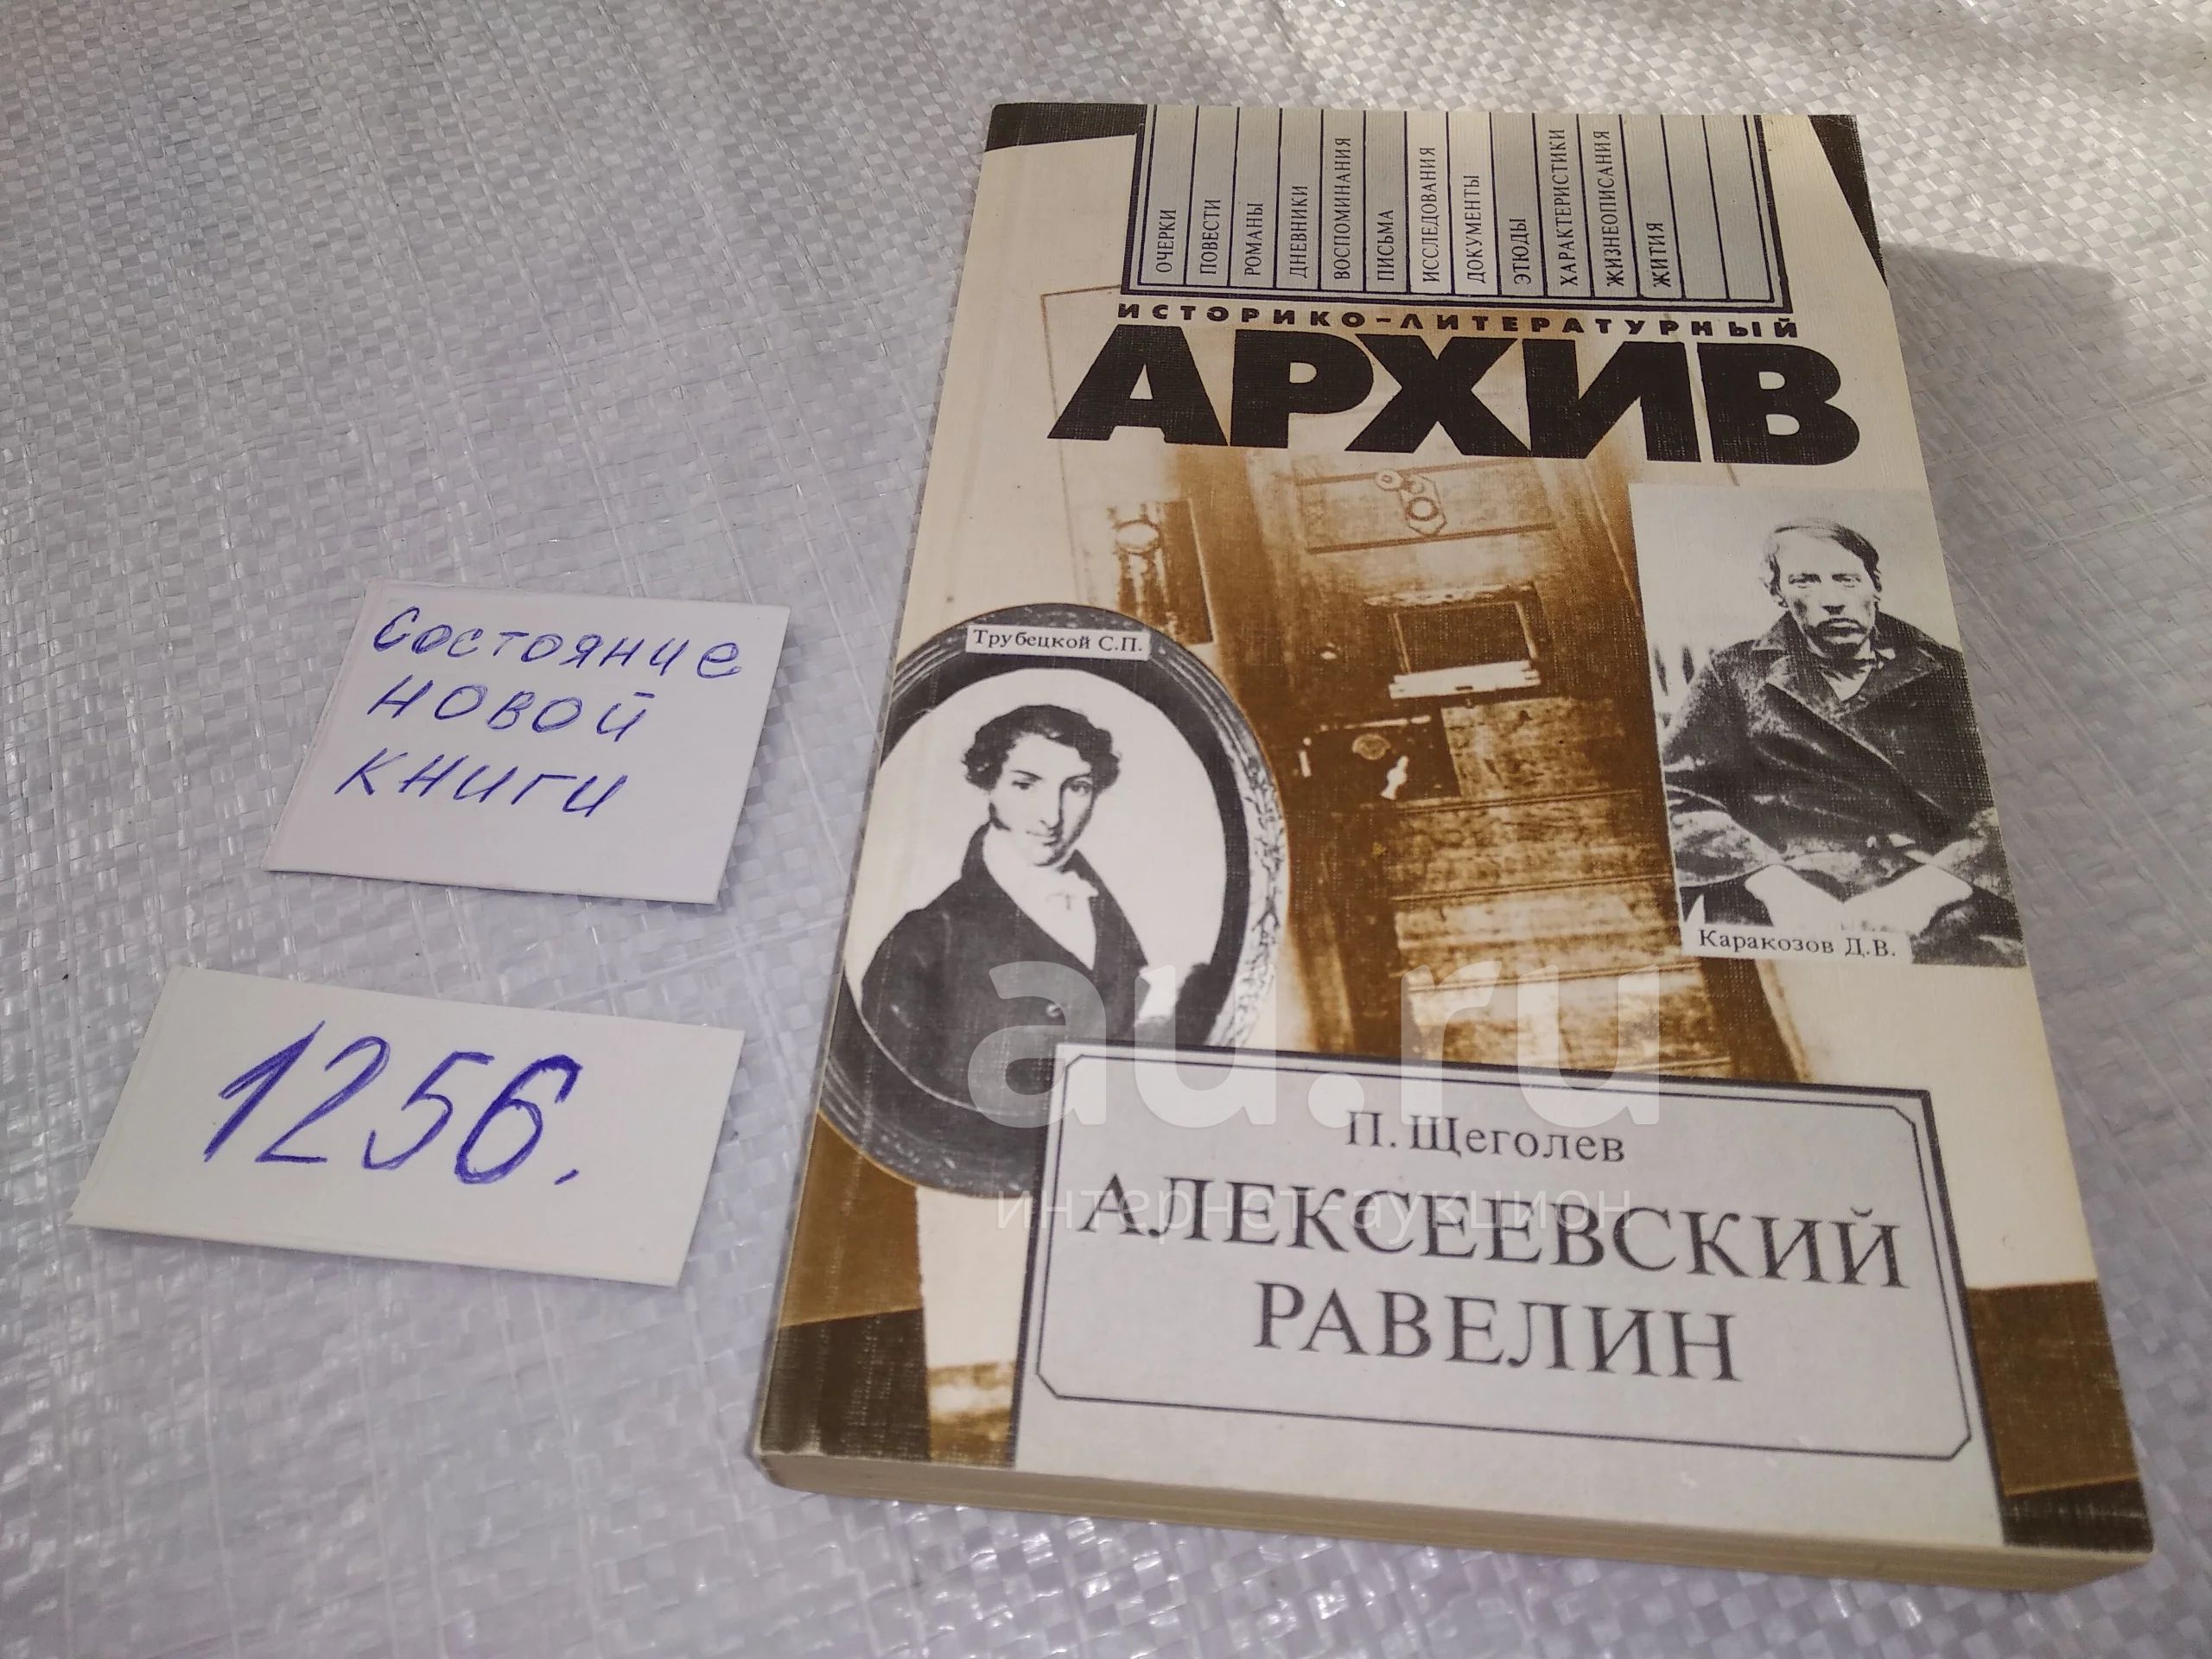 ОЧЕРКИ
ПОВЕСТИ
РОМАНЫ
ДНЕВНИКИ
ВОСПОМИНАНИЯ
ПИСЬМА
ИССЛЕДОВАНИЯ
ДОКУМЕНТЫ
ЭТЮДЫ
ХАРАКТЕРИСТИКИ
ЖИЗНЕОПИСАНИЯ
ЖИТИЯ
ИСТОРИКО-ЛИТЕРАТУРНЫЙ
АРХИВ
Трубецкой С.П.
Каракозов Д.В.
П. Щеголев
АЛЕКСЕЕВСКИЙ
РАВЕЛИН
Состояние
новой
книги
1256.
au.ru
интернет-аукцион